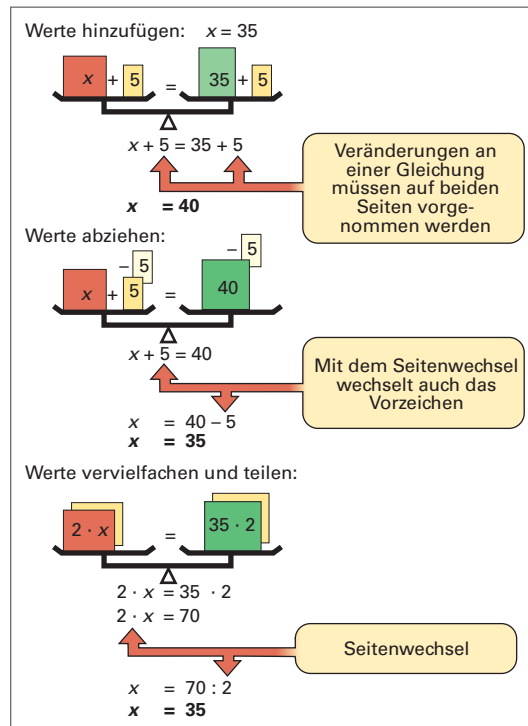 Werte hinzufügen: x = 35
x + 5 = 35 + 5
x + 5 = 35 + 5
x = 40
Veränderungen an
einer Gleichung
müssen auf beiden
Seiten vorge-
nommen werden
Werte abziehen:
– 5 – 5
x + 5 = 40
x + 5 = 40
x = 40 – 5
x = 35
Mit dem Seitenwechsel
wechselt auch das
Vorzeichen
Werte vervielfachen und teilen:
2 · x = 35 · 2
2 · x = 35 · 2
2 · x = 70
Seitenwechsel
x = 70 : 2
x = 35